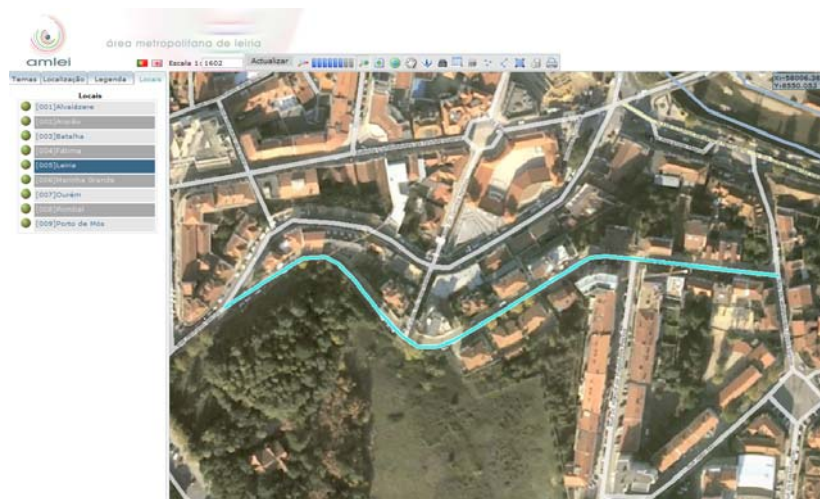 amlei
área metropolitana de leiria
Escala 1: 1602 Actualizar
Temas Localização Legenda Locais
Locais
[001]Alvaiázere
[002]Ansião
[003]Batalha
[004]Fátima
[005]Leiria
[006]Marinha Grande
[007]Ourém
[008]Pombal
[009]Porto de Mós